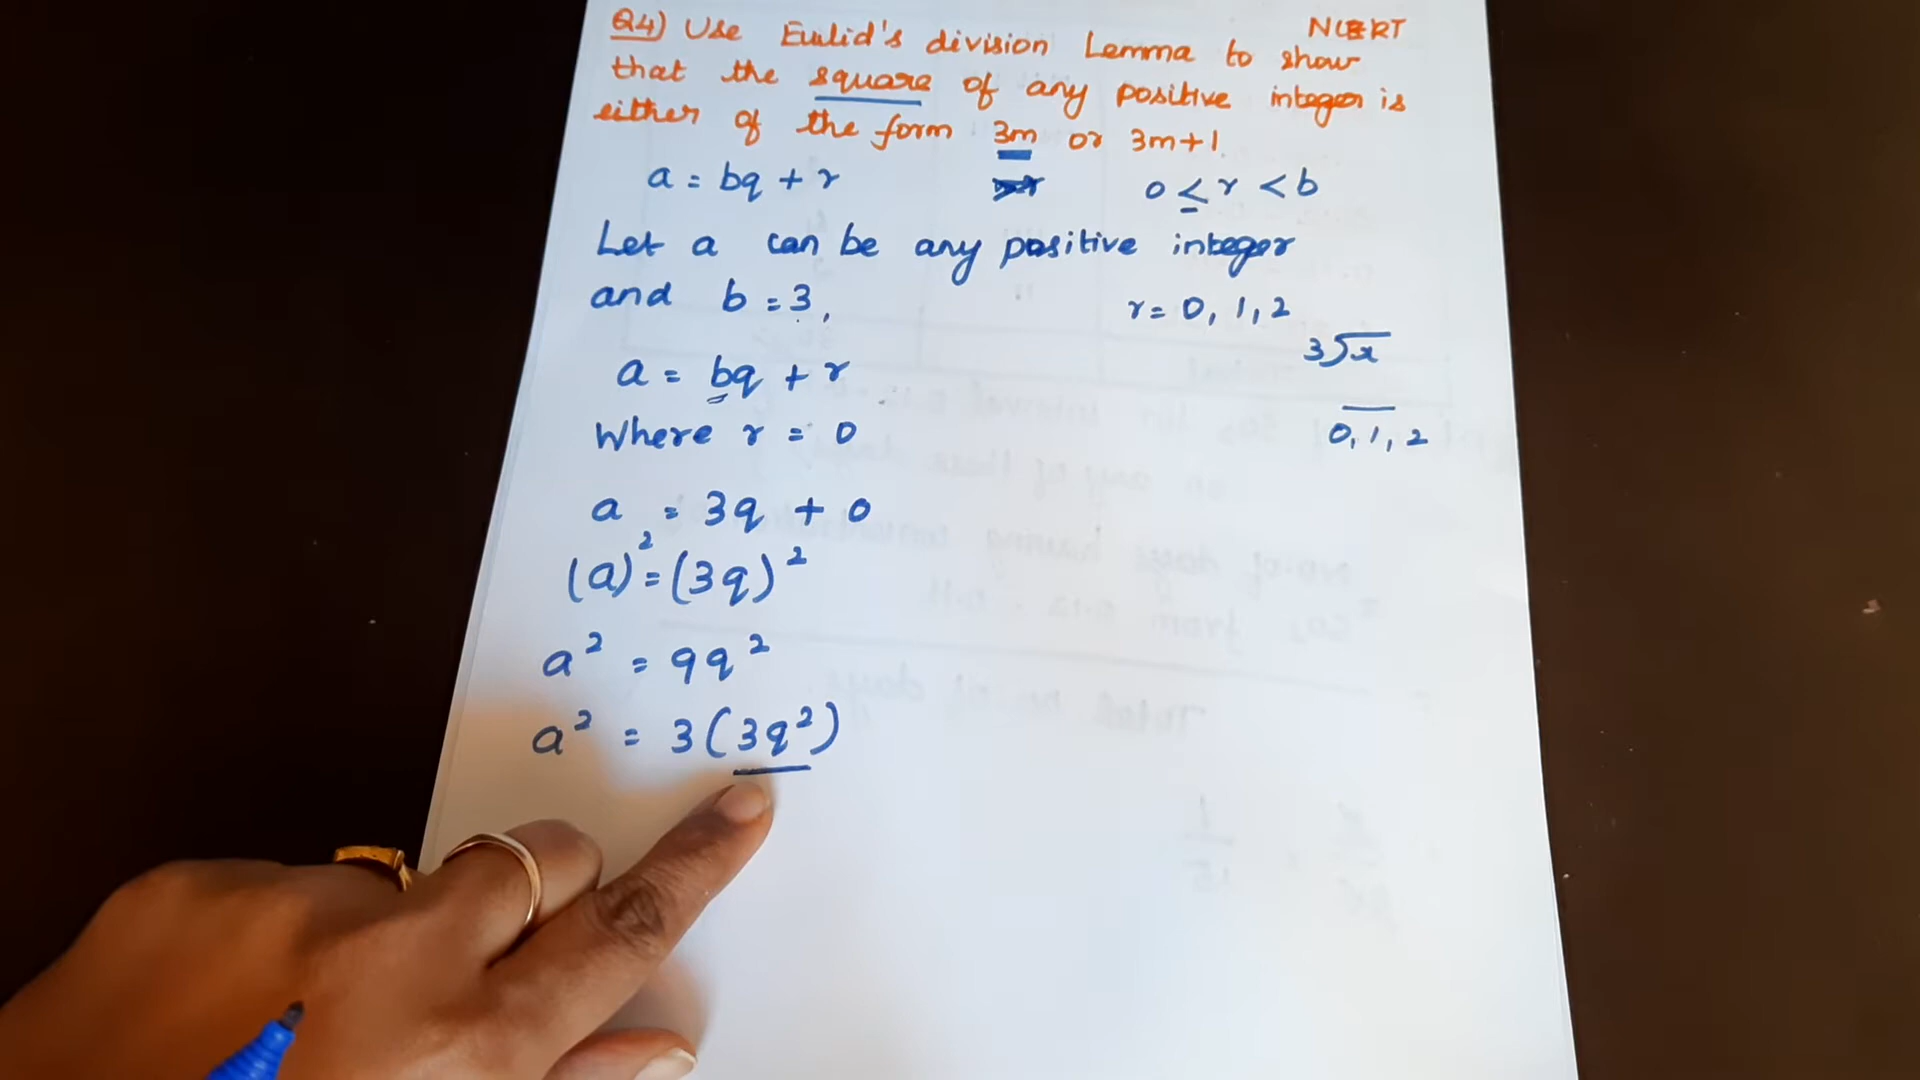 Q4) Use Eulid's division Lemma to show NCERT
that the square of any positive integer is
either of the form 3m or 3m+1
a = bq + r 0 ≤ r < b
Let a can be any positive integer
and b = 3, r = 0, 1, 2
3)x
a = bq + r
0, 1, 2
Where r = 0
a = 3q + 0
(a)² = (3q)²
a² = 9q²
a² = 3(3q²)